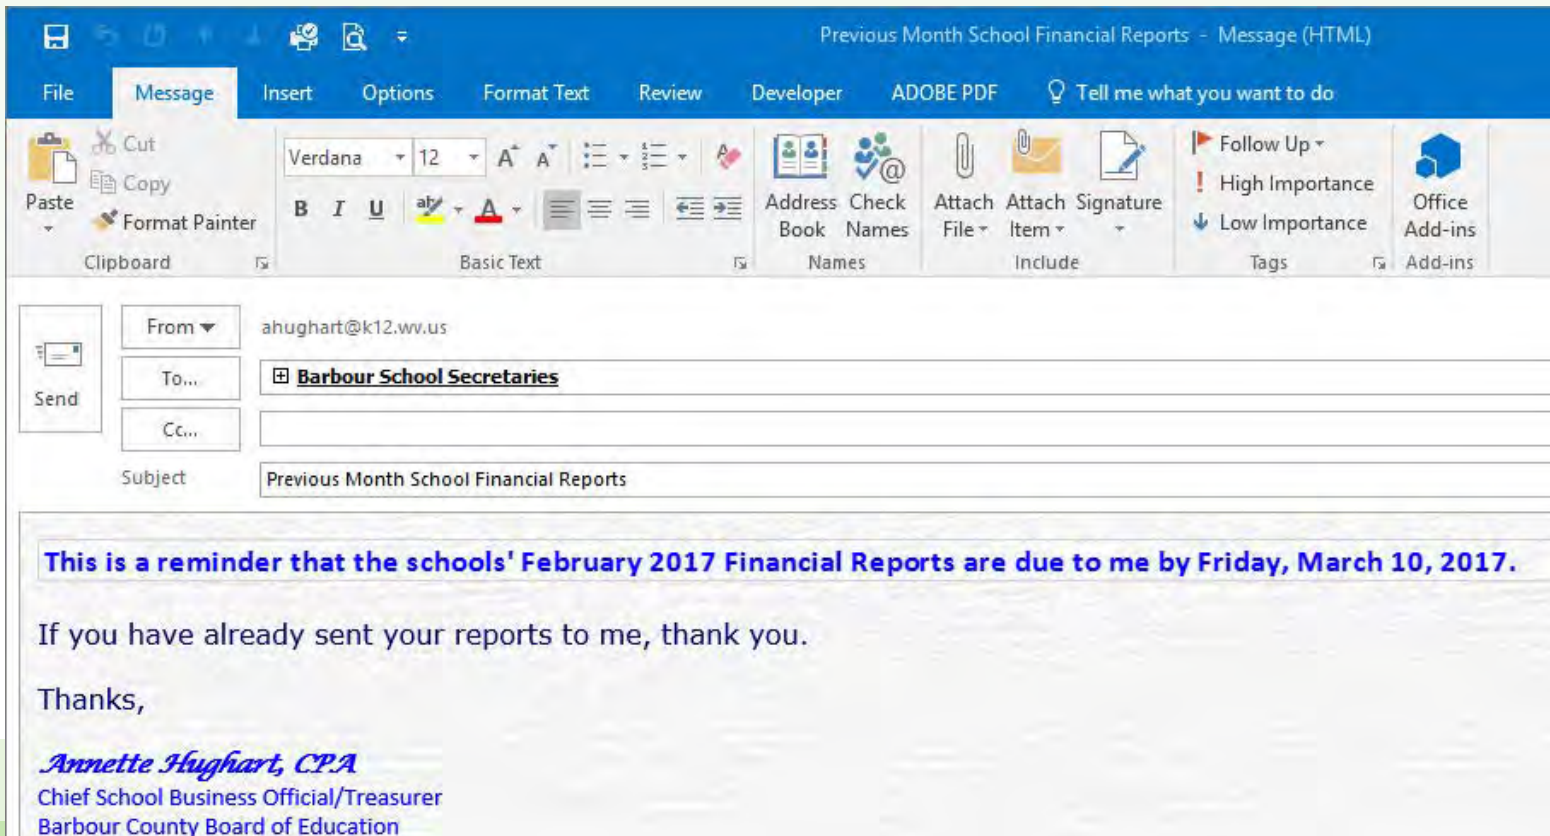 Previous Month School Financial Reports - Message (HTML)
File Message Insert Options Format Text Review Developer ADOBE PDF Tell me what you want to do
Paste
Cut
Copy
Format Painter
Clipboard
Verdana 12
B I U
Basic Text
Address Book
Check Names
Names
Attach File
Attach Item
Signature
Include
Follow Up
High Importance
Low Importance
Tags
Office Add-ins
Add-ins
Send
From ahughart@k12.wv.us
To... Barbour School Secretaries
Cc...
Subject Previous Month School Financial Reports
This is a reminder that the schools' February 2017 Financial Reports are due to me by Friday, March 10, 2017.
If you have already sent your reports to me, thank you.
Thanks,
Annette Hughart, CPA
Chief School Business Official/Treasurer
Barbour County Board of Education